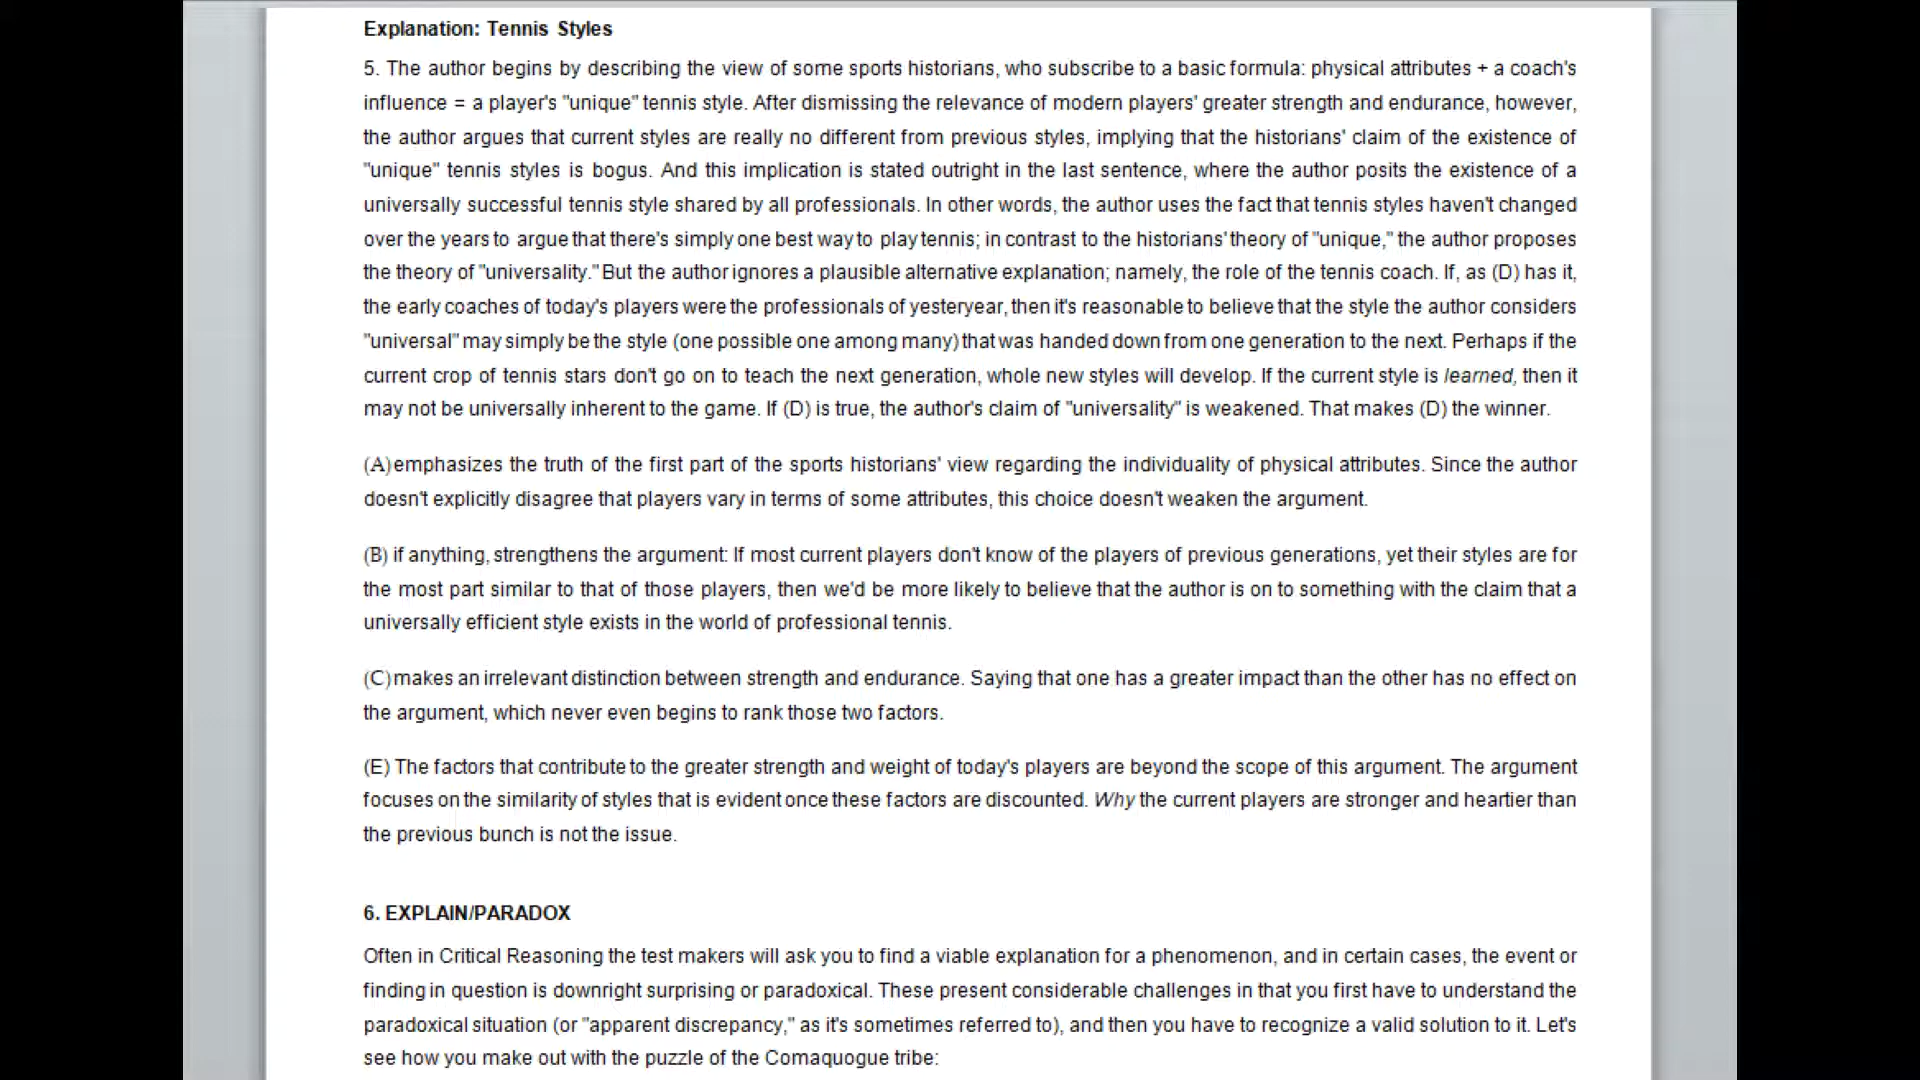 Explanation: Tennis Styles
5. The author begins by describing the view of some sports historians, who subscribe to a basic formula: physical attributes + a coach's
influence = a player's "unique" tennis style. After dismissing the relevance of modern players' greater strength and endurance, however,
the author argues that current styles are really no different from previous styles, implying that the historians' claim of the existence of
"unique" tennis styles is bogus. And this implication is stated outright in the last sentence, where the author posits the existence of a
universally successful tennis style shared by all professionals. In other words, the author uses the fact that tennis styles haven't changed
over the years to argue that there's simply one best way to play tennis; in contrast to the historians' theory of "unique," the author proposes
the theory of "universality." But the author ignores a plausible alternative explanation; namely, the role of the tennis coach. If, as (D) has it,
the early coaches of today's players were the professionals of yesteryear, then it's reasonable to believe that the style the author considers
"universal" may simply be the style (one possible one among many) that was handed down from one generation to the next. Perhaps if the
current crop of tennis stars don't go on to teach the next generation, whole new styles will develop. If the current style is learned, then it
may not be universally inherent to the game. If (D) is true, the author's claim of "universality" is weakened. That makes (D) the winner.
(A) emphasizes the truth of the first part of the sports historians' view regarding the individuality of physical attributes. Since the author
doesn't explicitly disagree that players vary in terms of some attributes, this choice doesn't weaken the argument.
(B) if anything, strengthens the argument: If most current players don't know of the players of previous generations, yet their styles are for
the most part similar to that of those players, then we'd be more likely to believe that the author is on to something with the claim that a
universally efficient style exists in the world of professional tennis.
(C) makes an irrelevant distinction between strength and endurance. Saying that one has a greater impact than the other has no effect on
the argument, which never even begins to rank those two factors.
(E) The factors that contribute to the greater strength and weight of today's players are beyond the scope of this argument. The argument
focuses on the similarity of styles that is evident once these factors are discounted. Why the current players are stronger and heartier than
the previous bunch is not the issue.
6. EXPLAIN/PARADOX
Often in Critical Reasoning the test makers will ask you to find a viable explanation for a phenomenon, and in certain cases, the event or
finding in question is downright surprising or paradoxical. These present considerable challenges in that you first have to understand the
paradoxical situation (or "apparent discrepancy," as it's sometimes referred to), and then you have to recognize a valid solution to it. Let's
see how you make out with the puzzle of the Comaquogue tribe: